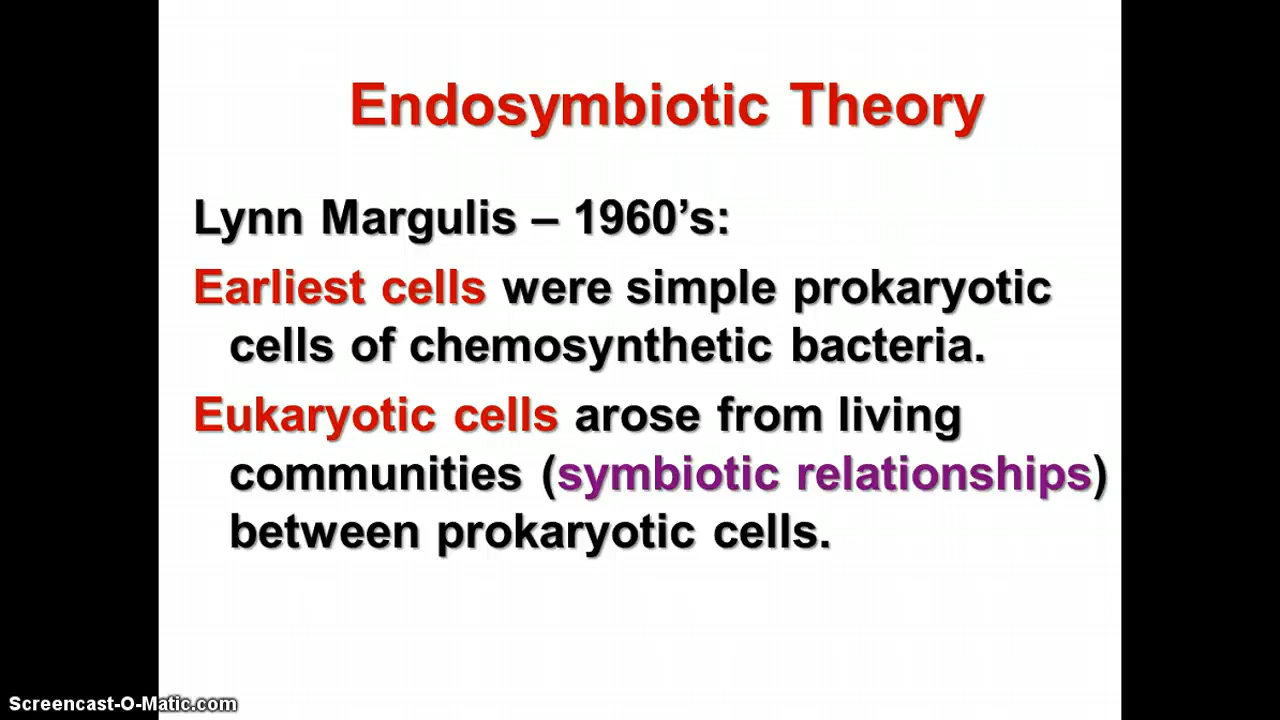 Endosymbiotic Theory
Lynn Margulis – 1960’s:
Earliest cells were simple prokaryotic
cells of chemosynthetic bacteria.
Eukaryotic cells arose from living
communities (symbiotic relationships)
between prokaryotic cells.
Screencast-O-Matic.com